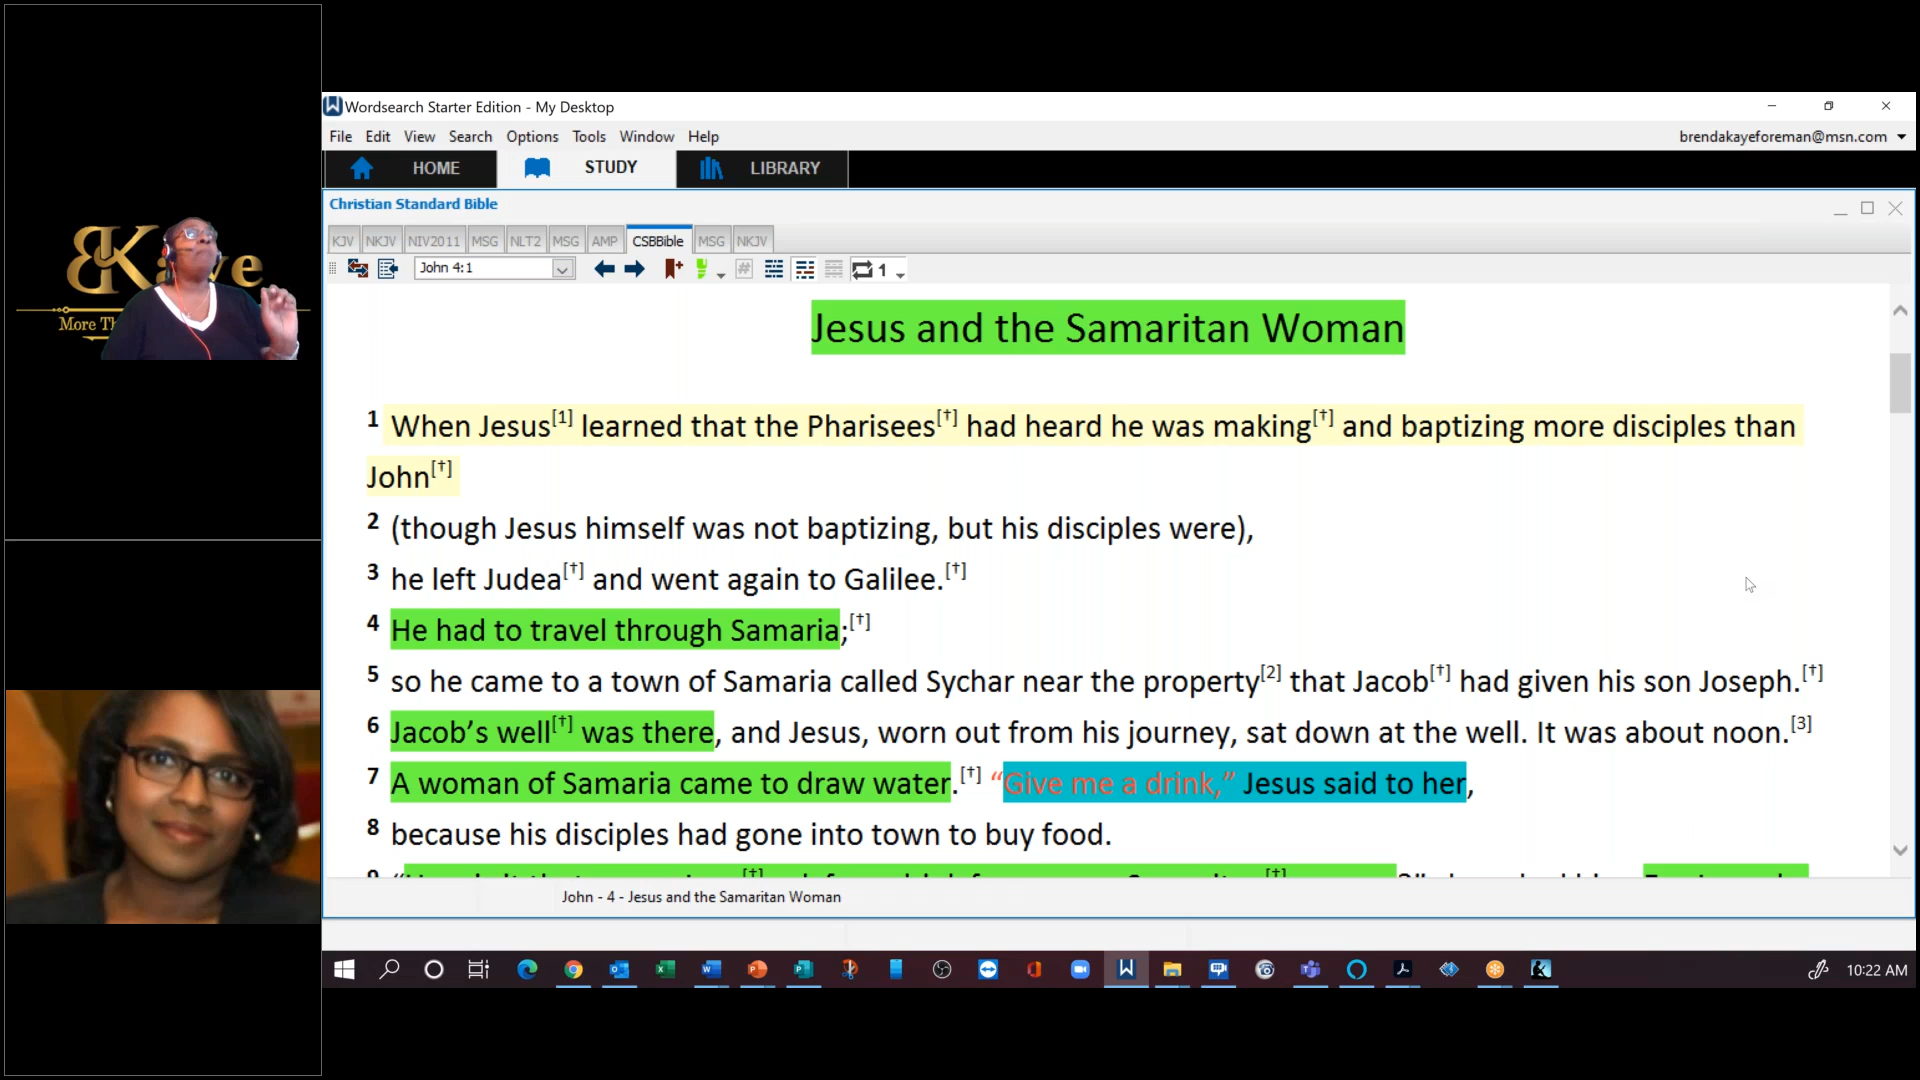 Wordsearch Starter Edition - My Desktop
File Edit View Search Options Tools Window Help
brendakayeforeman@msn.com
HOME STUDY LIBRARY
Christian Standard Bible
KJV NKJV NIV2011 MSG NLT2 MSG AMP CSBBible MSG NKJV
John 4:1
# 1
BKaye
More Th
Jesus and the Samaritan Woman
1 When Jesus[1] learned that the Pharisees[†] had heard he was making[†] and baptizing more disciples than
John[†]
2 (though Jesus himself was not baptizing, but his disciples were),
3 he left Judea[†] and went again to Galilee.[†]
4 He had to travel through Samaria;[†]
5 so he came to a town of Samaria called Sychar near the property[2] that Jacob[†] had given his son Joseph.[†]
6 Jacob’s well[†] was there, and Jesus, worn out from his journey, sat down at the well. It was about noon.[3]
7 A woman of Samaria came to draw water.[†] “Give me a drink,” Jesus said to her,
8 because his disciples had gone into town to buy food.
John - 4 - Jesus and the Samaritan Woman
10:22 AM